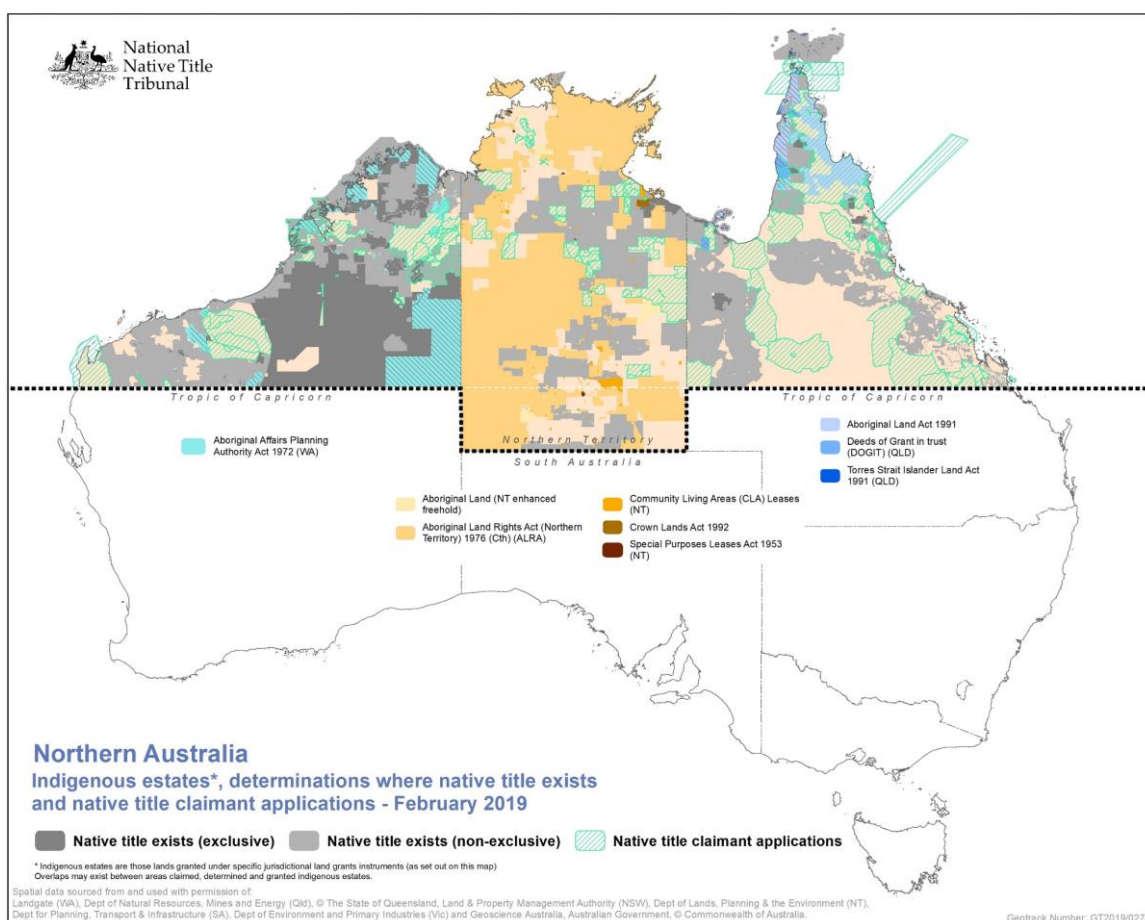 National
Native Title
Tribunal
Tropic of Capricorn
Tropic of Capricorn
Northern Territory
South Australia
Aboriginal Affairs Planning
Authority Act 1972 (WA)
Aboriginal Land Act 1991
Deeds of Grant in trust
(DOGIT) (QLD)
Torres Strait Islander Land Act
1991 (QLD)
Aboriginal Land (NT enhanced
freehold)
Aboriginal Land Rights Act (Northern
Territory) 1976 (Cth) (ALRA)
Community Living Areas (CLA) Leases
(NT)
Crown Lands Act 1992
Special Purposes Leases Act 1953
(NT)
Northern Australia
Indigenous estates*, determinations where native title exists
and native title claimant applications - February 2019
Native title exists (exclusive)
Native title exists (non-exclusive)
Native title claimant applications
* Indigenous estates are those lands granted under specific jurisdictional land grants instruments (as set out on this map)
Overlaps may exist between areas claimed, determined and granted indigenous estates.
Spatial data sourced from and used with permission of:
Landgate (WA), Dept of Natural Resources, Mines and Energy (Qld), © The State of Queensland, Land & Property Management Authority (NSW), Dept of Lands, Planning & the Environment (NT),
Dept for Planning, Transport & Infrastructure (SA), Dept of Environment and Primary Industries (Vic) and Geoscience Australia, Australian Government, © Commonwealth of Australia.